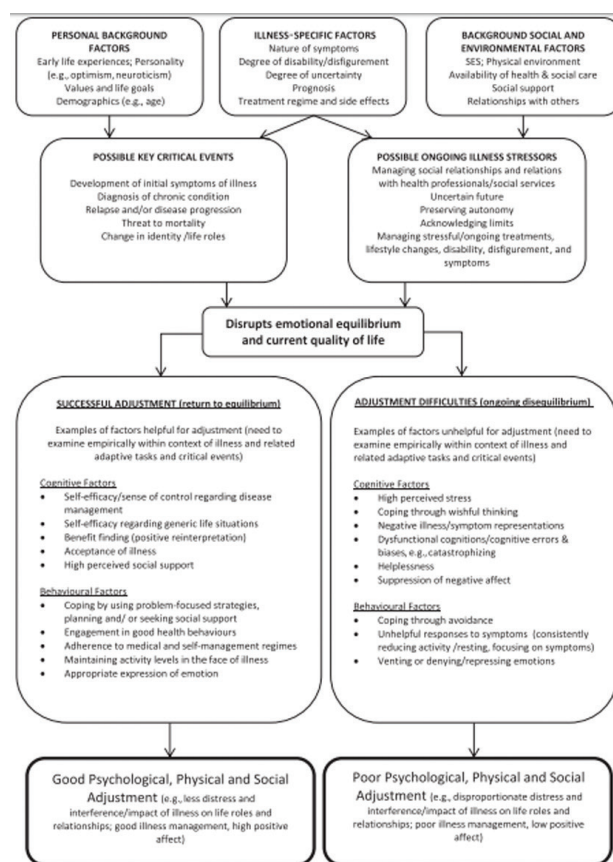 PERSONAL BACKGROUND
FACTORS
Early life experiences; Personality
(e.g., optimism, neuroticism)
Values and life goals
Demographics (e.g., age)
ILLNESS-SPECIFIC FACTORS
Nature of symptoms
Degree of disability/disfigurement
Degree of uncertainty
Prognosis
Treatment regime and side effects
BACKGROUND SOCIAL AND
ENVIRONMENTAL FACTORS
SES; Physical environment
Availability of health & social care
Social support
Relationships with others
POSSIBLE KEY CRITICAL EVENTS
Development of initial symptoms of illness
Diagnosis of chronic condition
Relapse and/or disease progression
Threat to mortality
Change in identity /life roles
POSSIBLE ONGOING ILLNESS STRESSORS
Managing social relationships and relations
with health professionals/social services
Uncertain future
Preserving autonomy
Acknowledging limits
Managing stressful/ongoing treatments,
lifestyle changes, disability, disfigurement, and
symptoms
Disrupts emotional equilibrium
and current quality of life
SUCCESSFUL ADJUSTMENT (return to equilibrium)
Examples of factors helpful for adjustment (need to
examine empirically within context of illness and related
adaptive tasks and critical events)
Cognitive Factors
• Self-efficacy/sense of control regarding disease
management
• Self-efficacy regarding generic life situations
• Benefit finding (positive reinterpretation)
• Acceptance of illness
• High perceived social support
Behavioural Factors
• Coping by using problem-focused strategies,
planning and/ or seeking social support
• Engagement in good health behaviours
• Adherence to medical and self-management regimes
• Maintaining activity levels in the face of illness
• Appropriate expression of emotion
ADJUSTMENT DIFFICULTIES (ongoing disequilibrium)
Examples of factors unhelpful for adjustment (need to
examine empirically within context of illness and
related adaptive tasks and critical events)
Cognitive Factors
• High perceived stress
• Coping through wishful thinking
• Negative illness/symptom representations
• Dysfunctional cognitions/cognitive errors &
biases, e.g., catastrophizing
• Helplessness
• Suppression of negative affect
Behavioural Factors
• Coping through avoidance
• Unhelpful responses to symptoms (consistently
reducing activity /resting, focusing on symptoms)
• Venting or denying/repressing emotions
Good Psychological, Physical and Social
Adjustment (e.g., less distress and
interference/impact of illness on life roles and
relationships; good illness management, high positive
affect)
Poor Psychological, Physical and Social
Adjustment (e.g., disproportionate distress and
interference/impact of illness on life roles and
relationships; poor illness management, low positive
affect)